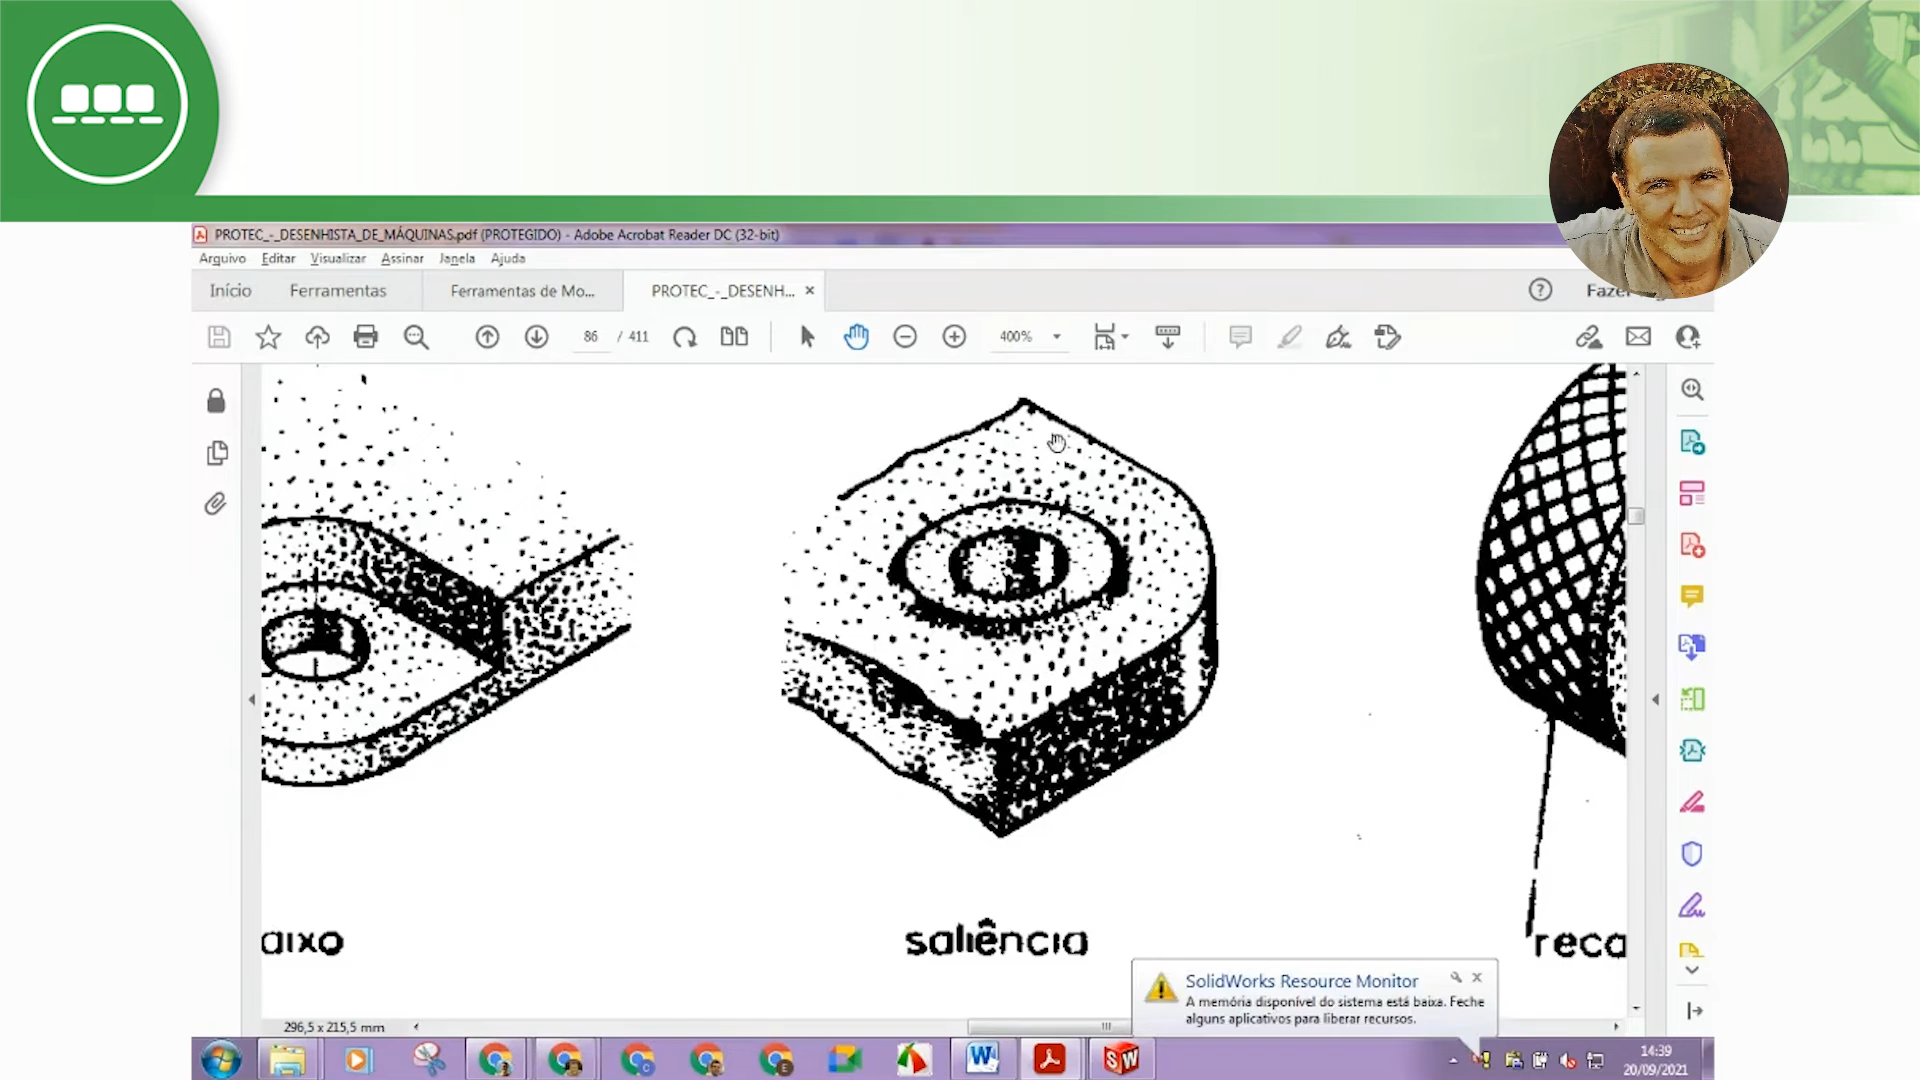 PROTEC_-_DESENHISTA_DE_MÁQUINAS.pdf (PROTEGIDO) - Adobe Acrobat Reader DC (32-bit)
Arquivo Editar Visualizar Assinar Janela Ajuda
Início Ferramentas Ferramentas de Mo... PROTEC_-_DESENH... × ? Fazer
86 / 411 400%
aixo saliência reca
SolidWorks Resource Monitor
A memória disponível do sistema está baixa. Feche
alguns aplicativos para liberar recursos.
296,5 x 215,5 mm
14:39
20/09/2021